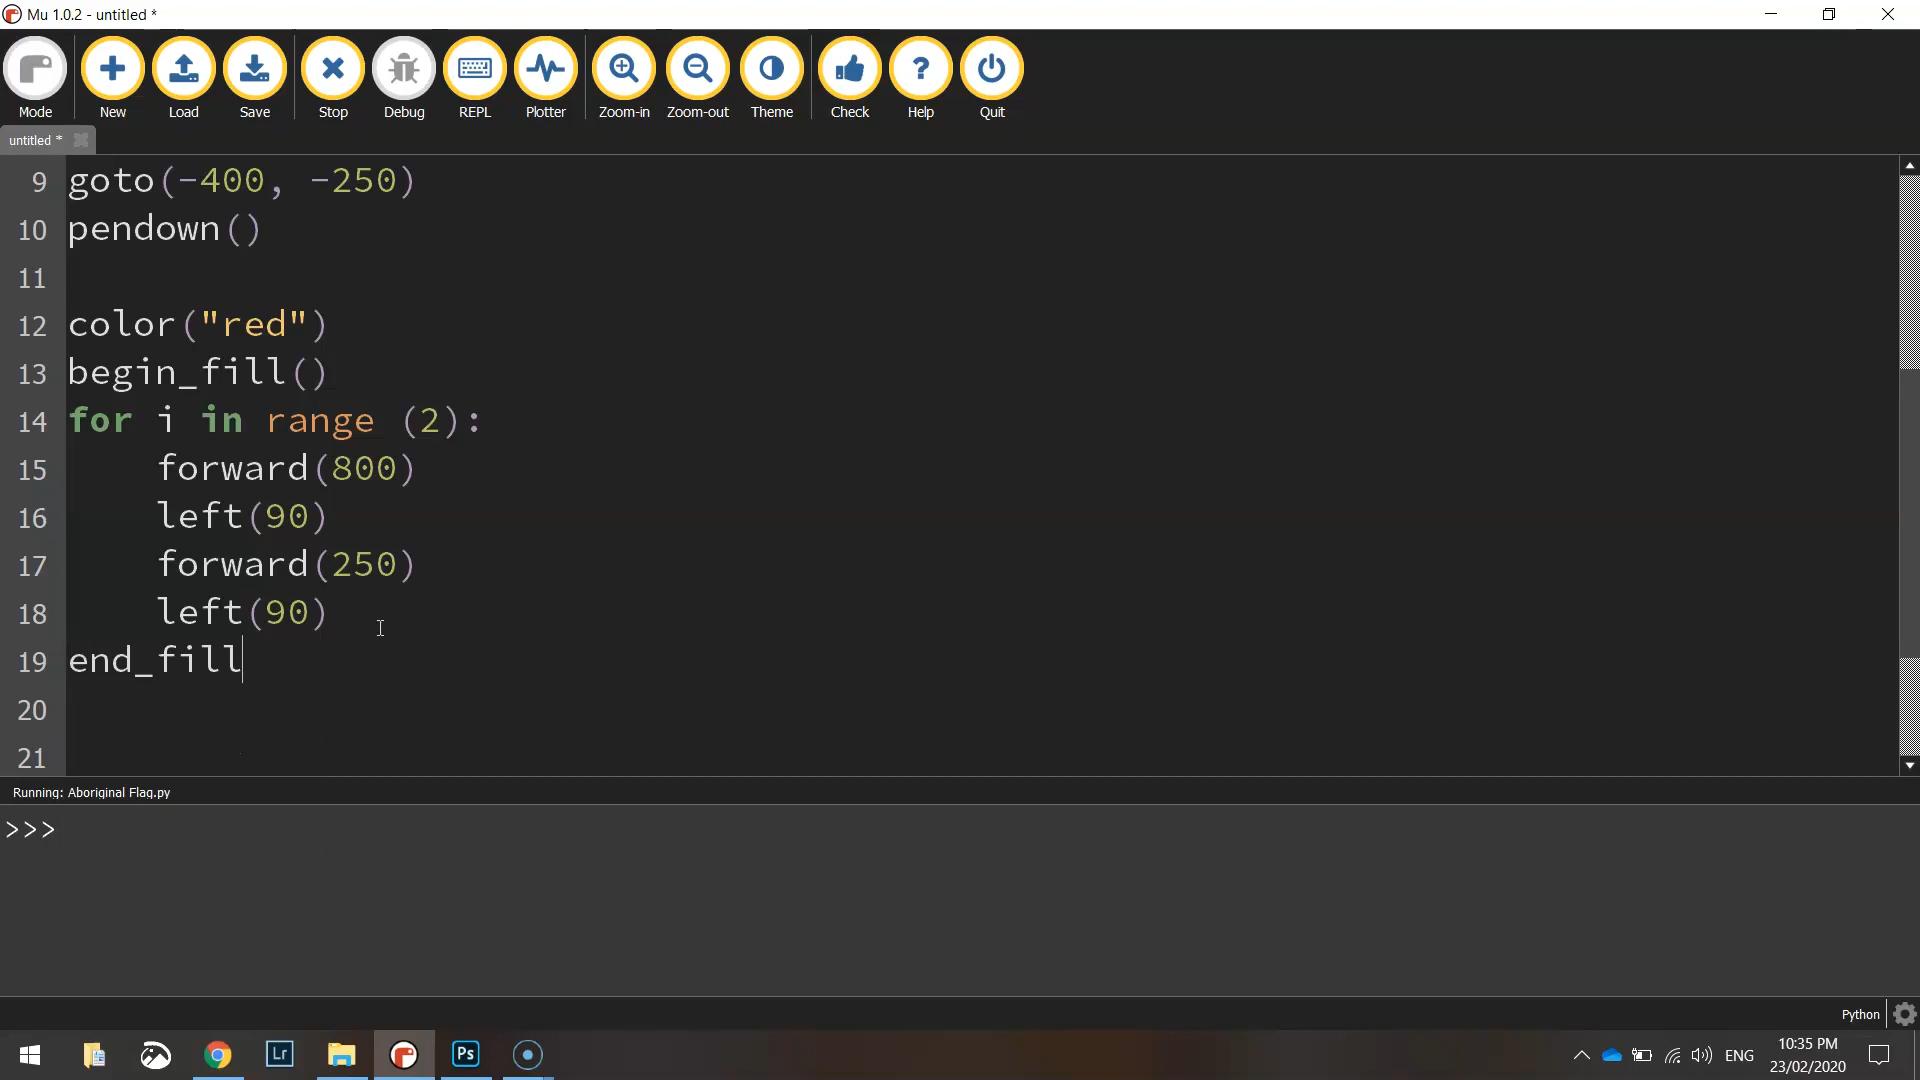 Mu 1.0.2 - untitled *
Mode New Load Save Stop Debug REPL Plotter Zoom-in Zoom-out Theme Check Help Quit
untitled *
9 goto(-400, -250)
10 pendown()
11
12 color("red")
13 begin_fill()
14 for i in range (2):
15     forward(800)
16     left(90)
17     forward(250)
18     left(90)
19 end_fill
20
21
Running: Aboriginal Flag.py
>>>
Python
Lr Ps ENG 10:35 PM
23/02/2020